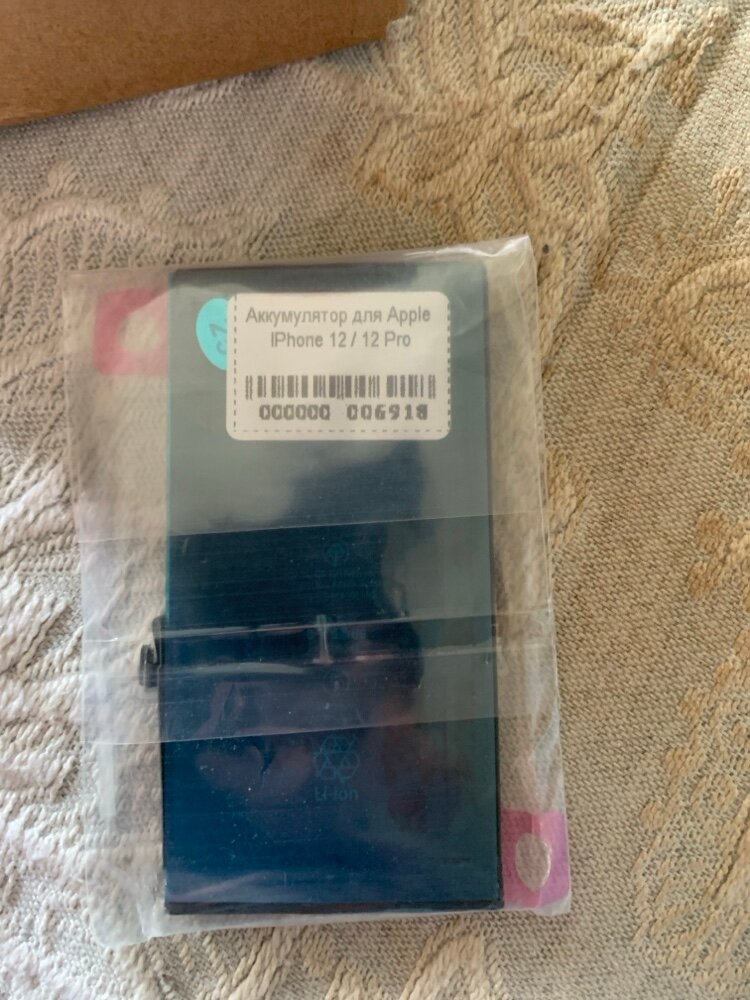 Аккумулятор для Apple
IPhone 12 / 12 Pro
000000 006918
Li-ion